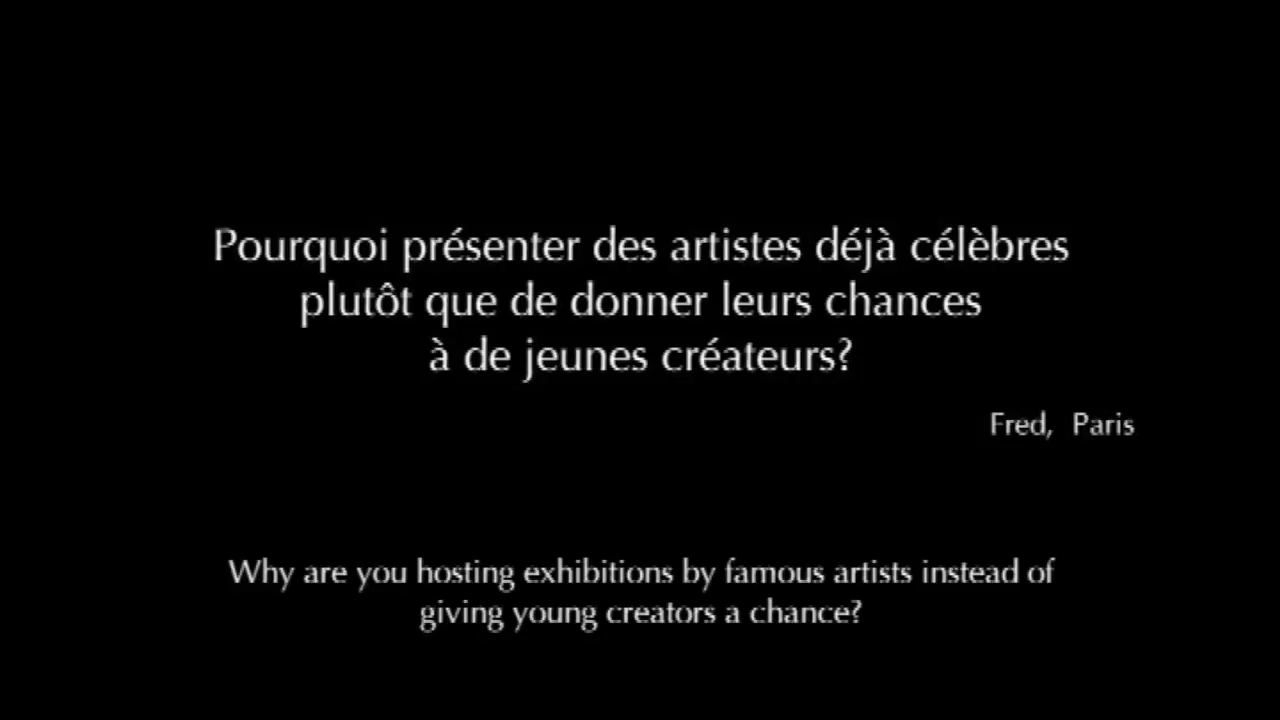 Pourquoi présenter des artistes déjà célèbres
plutôt que de donner leurs chances
à de jeunes créateurs?
Fred, Paris
Why are you hosting exhibitions by famous artists instead of
giving young creators a chance?